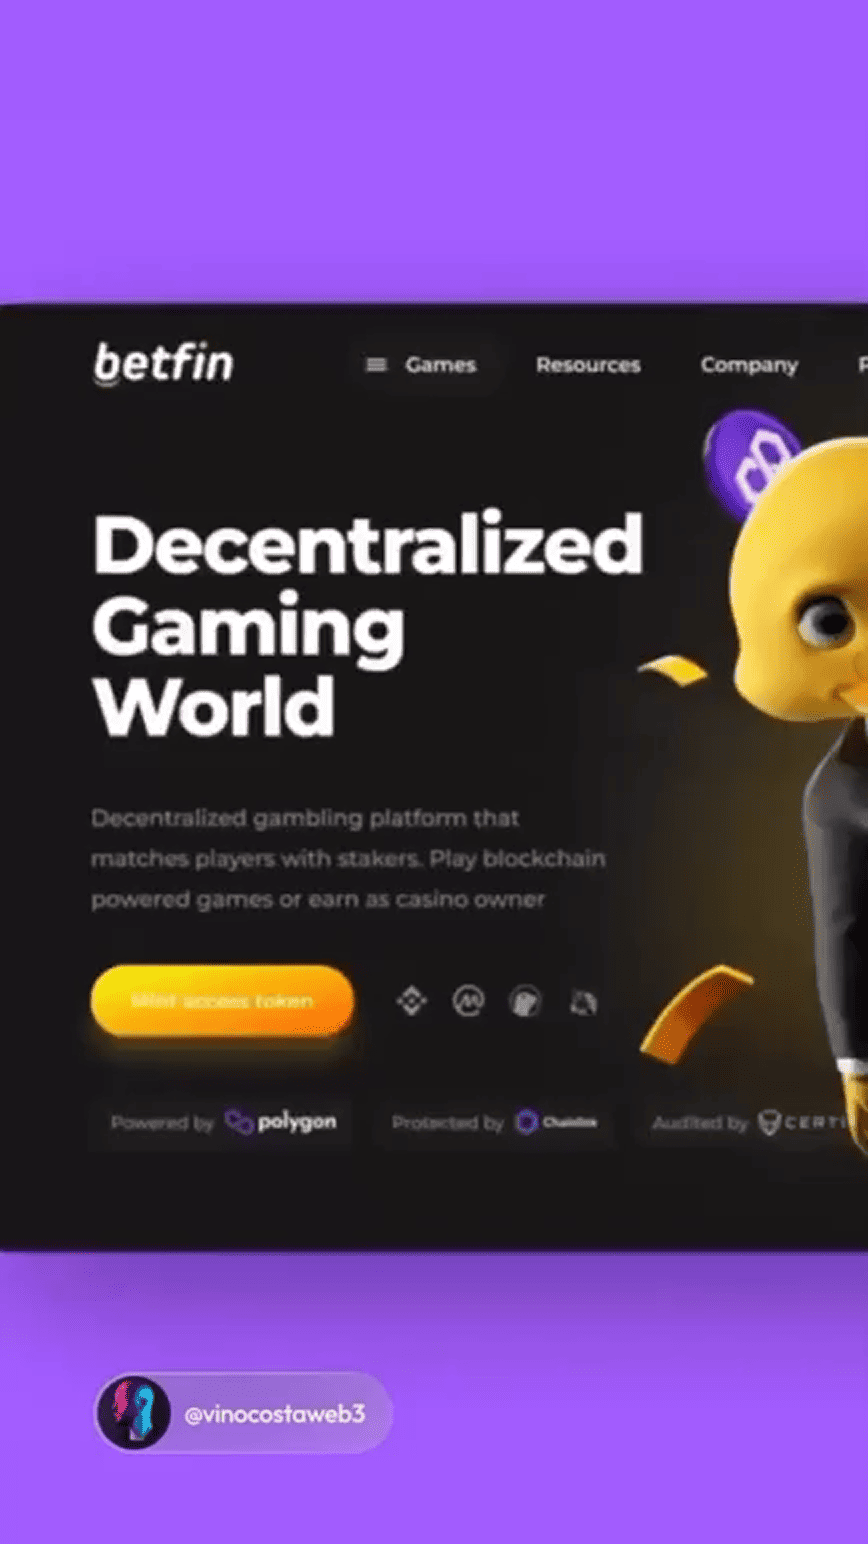 betfin
Games Resources Company
Decentralized
Gaming
World
Decentralized gambling platform that
matches players with stakers. Play blockchain
powered games or earn as casino owner
Mint access token
Powered by polygon
Protected by Chainlink
Audited by CERTI
@vinocostaweb3